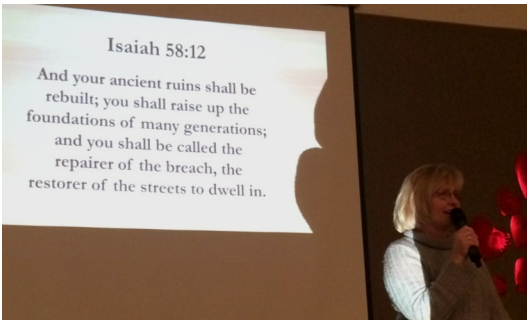 Isaiah 58:12
And your ancient ruins shall be
rebuilt; you shall raise up the
foundations of many generations;
and you shall be called the
repairer of the breach, the
restorer of the streets to dwell in.